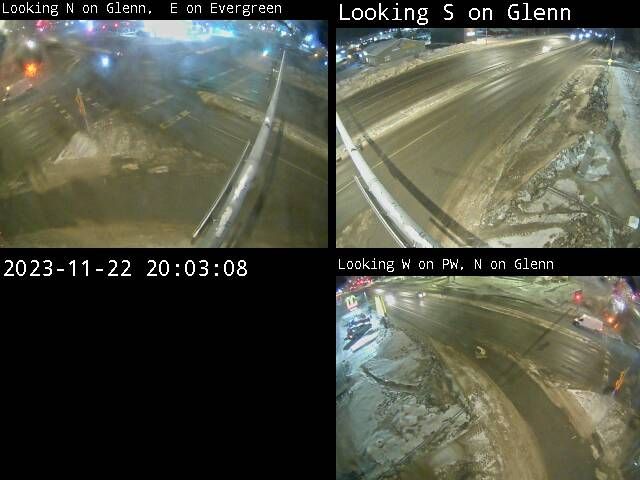 Looking N on Glenn, E on Evergreen
Looking S on Glenn
2023-11-22 20:03:08
Looking W on PW, N on Glenn